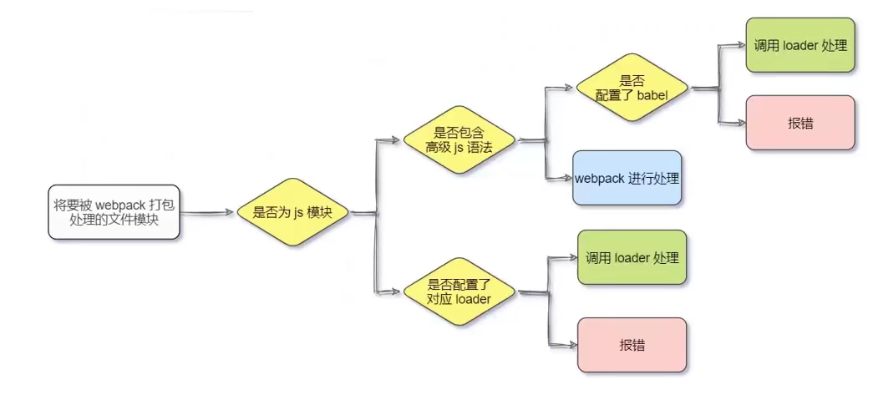 将要被 webpack 打包
处理的文件模块
是否为 js 模块
是否包含
高级 js 语法
是否
配置了 babel
调用 loader 处理
报错
webpack 进行处理
是否配置了
对应 loader
调用 loader 处理
报错